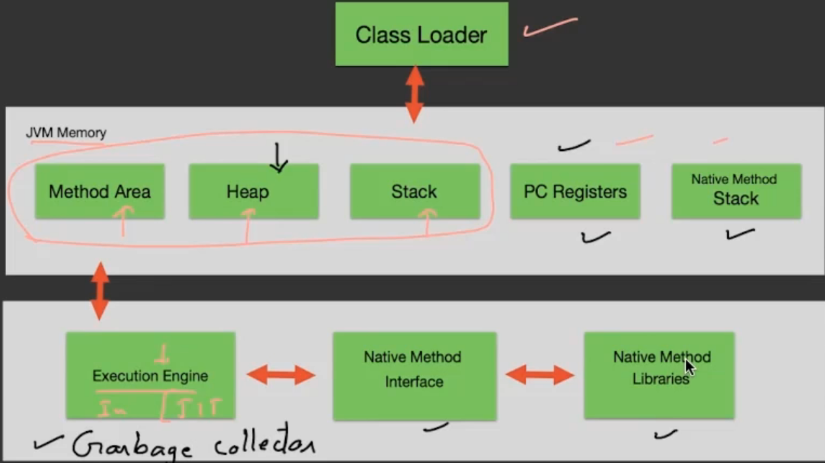 Class Loader
JVM Memory
Method Area
Heap
Stack
PC Registers
Native Method
Stack
Execution Engine
In JIT
Native Method
Interface
Native Method
Libraries
Garbage collector